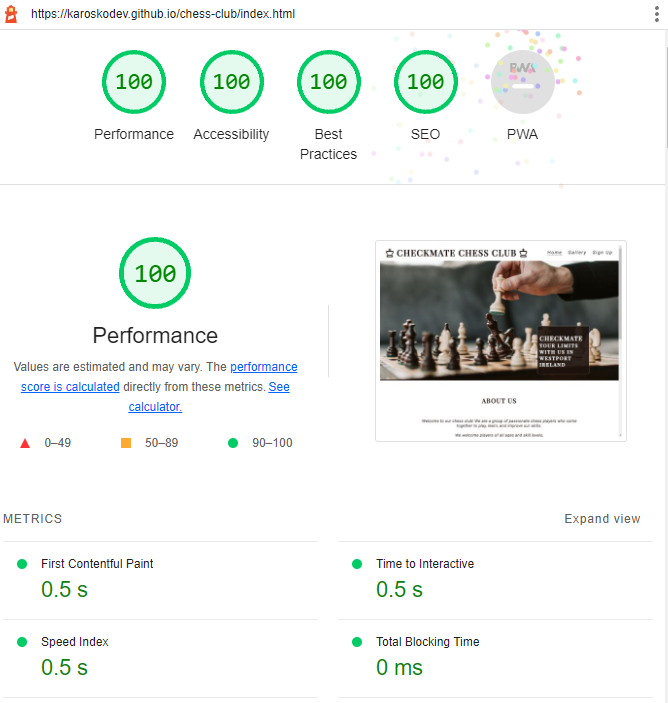 https://karoskodev.github.io/chess-club/index.html
100 100 100 100 PWA
Performance Accessibility Best Practices SEO PWA
100
Performance
Values are estimated and may vary. The performance
score is calculated directly from these metrics. See
calculator.
0–49 50–89 90–100
CHECKMATE CHESS CLUB
Home Gallery Sign Up
CHECKMATE
YOUR LIMITS
WITH US IN
WESTPORT
IRELAND
ABOUT US
Welcome to our chess club! We are a group of passionate chess players who come
together to play, learn and improve our skills.
We welcome players of all ages and skill levels.
METRICS Expand view
First Contentful Paint
0.5 s
Time to Interactive
0.5 s
Speed Index
0.5 s
Total Blocking Time
0 ms